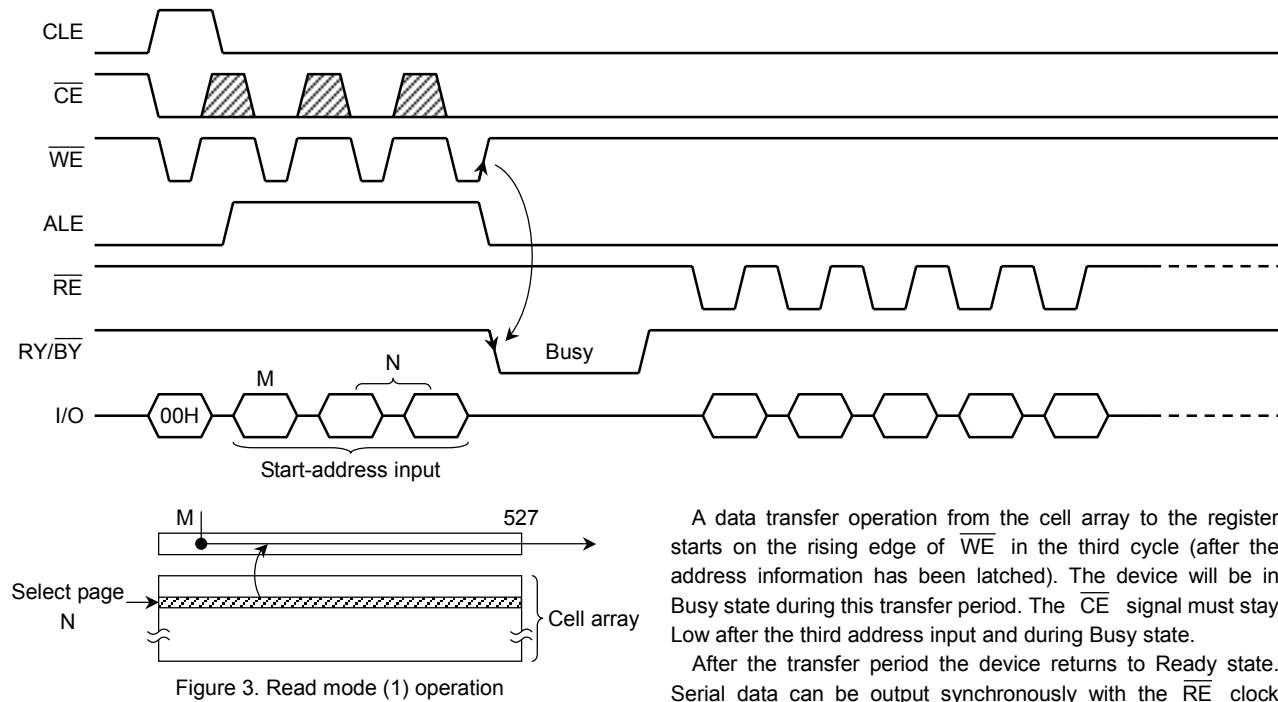 CLE
CE
WE
ALE
RE
RY/BY
Busy
M
N
I/O
00H
Start-address input
M
527
Select page
N
Cell array
Figure 3. Read mode (1) operation
A data transfer operation from the cell array to the register
starts on the rising edge of WE in the third cycle (after the
address information has been latched). The device will be in
Busy state during this transfer period. The CE signal must stay
Low after the third address input and during Busy state.
After the transfer period the device returns to Ready state.
Serial data can be output synchronously with the RE clock